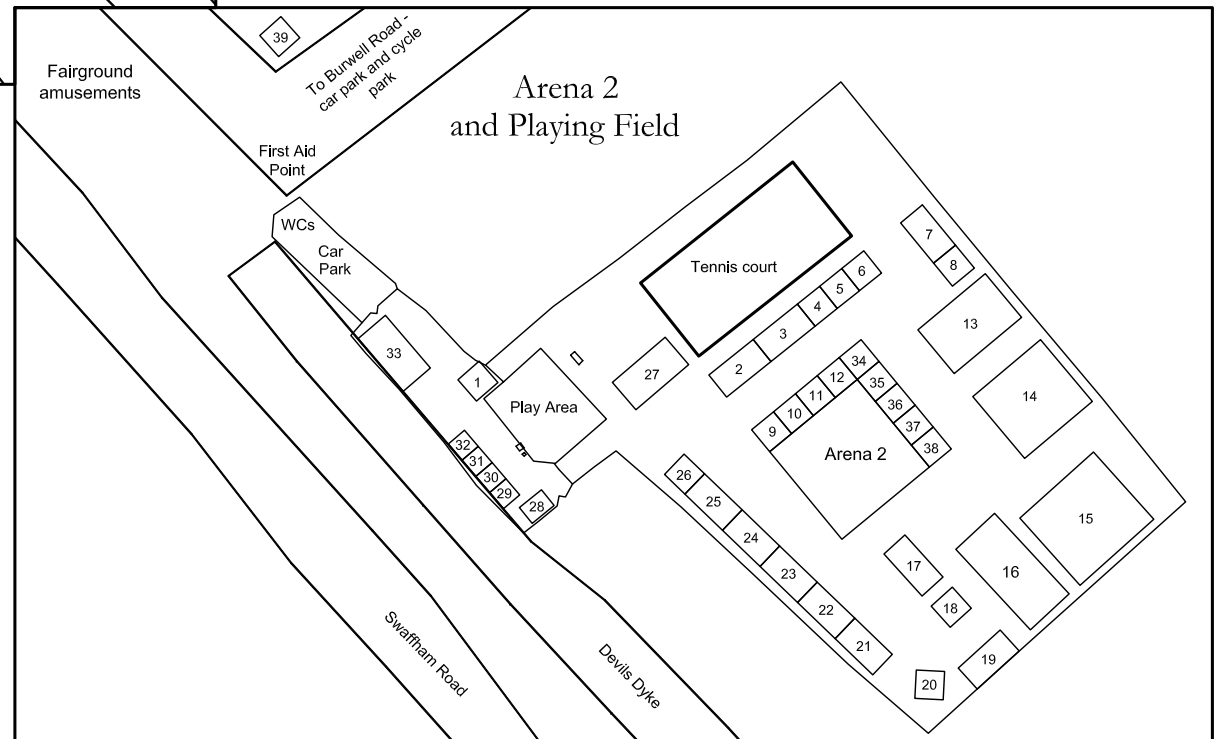 39
Fairground
amusements
To Burwell Road -
car park and cycle
park
Arena 2
and Playing Field
First Aid
Point
WCs
Car
Park
Tennis court
7
8
6
5
4
3
2
13
33
1
27
Play Area
14
34
12
35
11
36
10
37
9
38
Arena 2
32
31
30
29
28
26
25
24
23
22
21
15
16
17
18
19
20
Swaffham Road
Devils Dyke